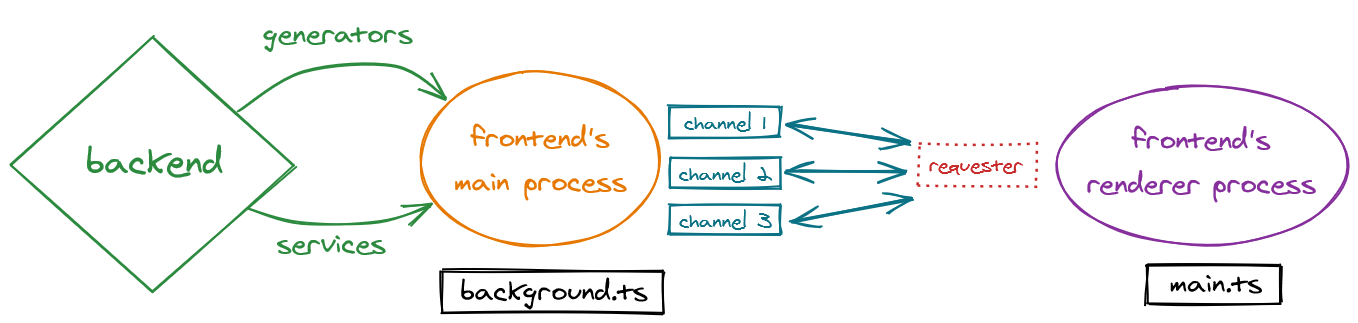 generators
backend
services
frontend's
main process
background.ts
channel 1
channel 2
channel 3
requester
frontend's
renderer process
main.ts